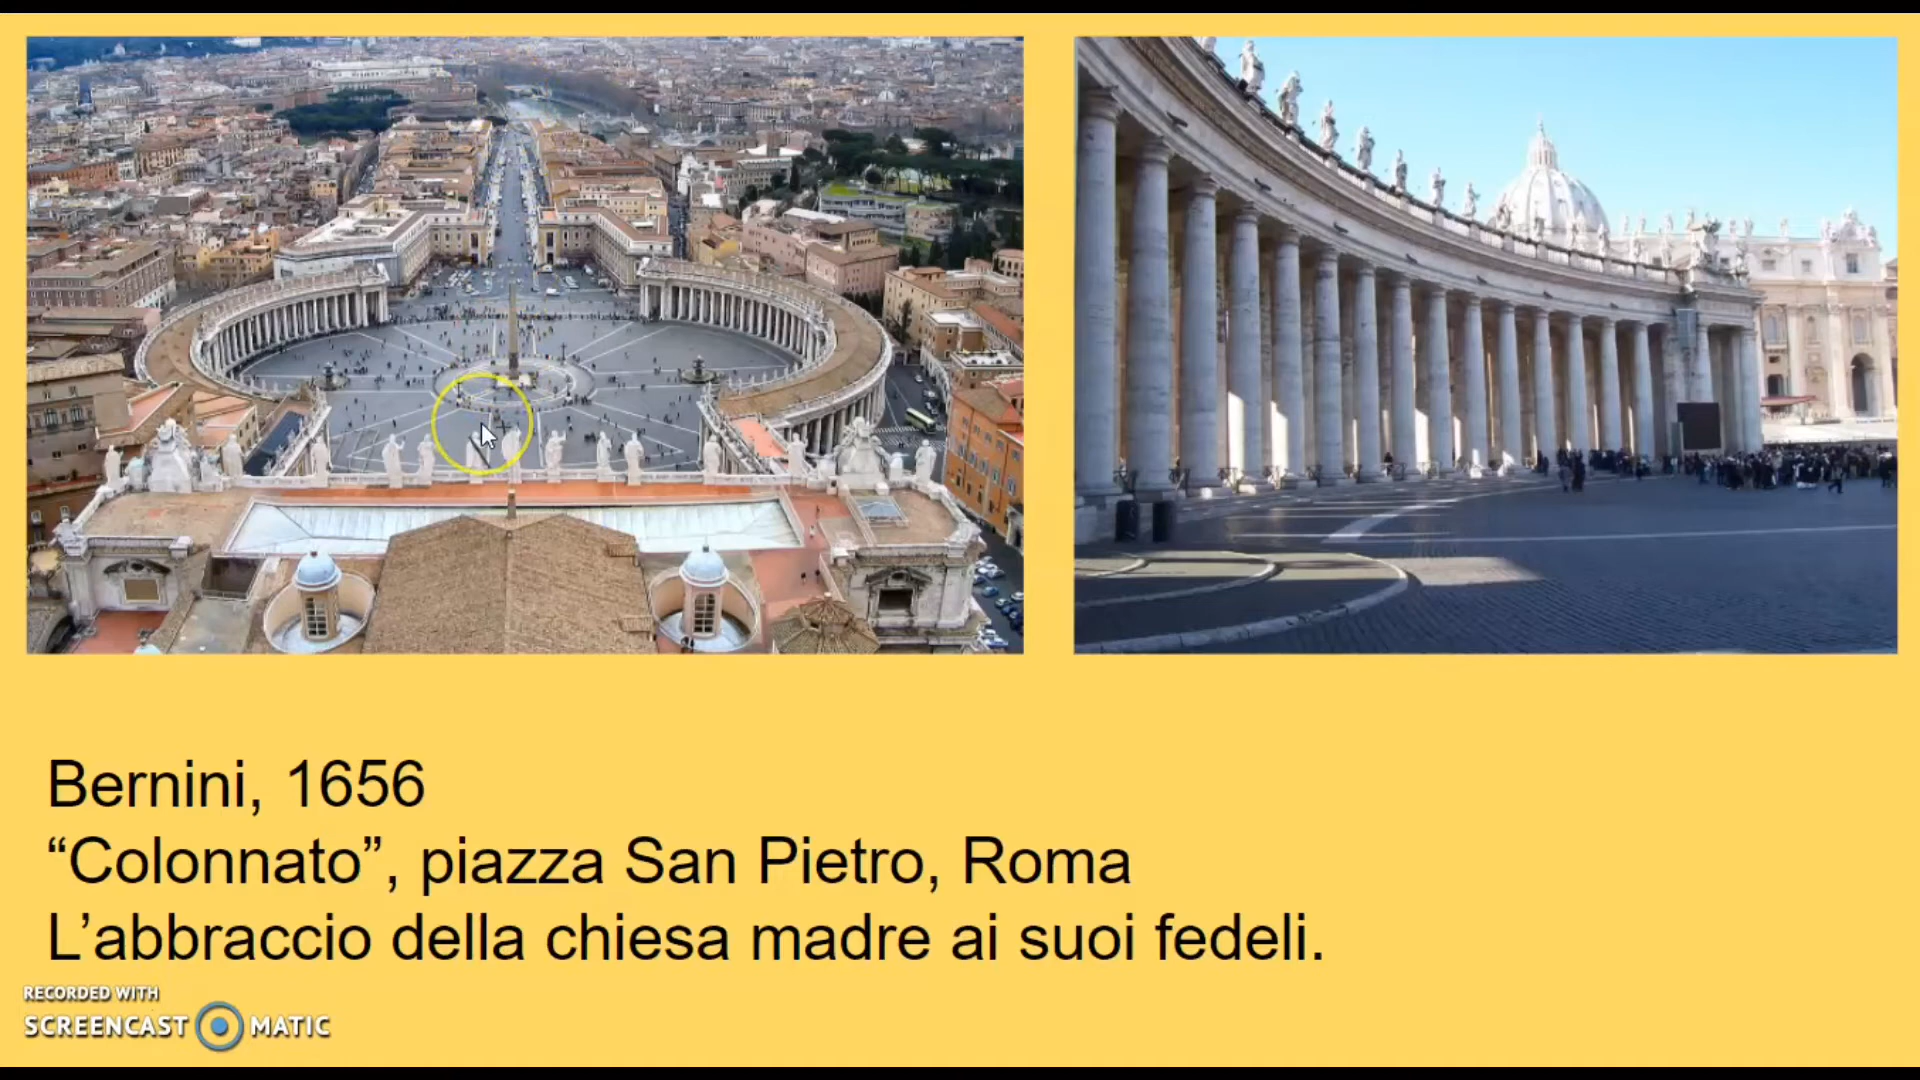 Bernini, 1656
“Colonnato”, piazza San Pietro, Roma
L’abbraccio della chiesa madre ai suoi fedeli.
RECORDED WITH
SCREENCAST MATIC